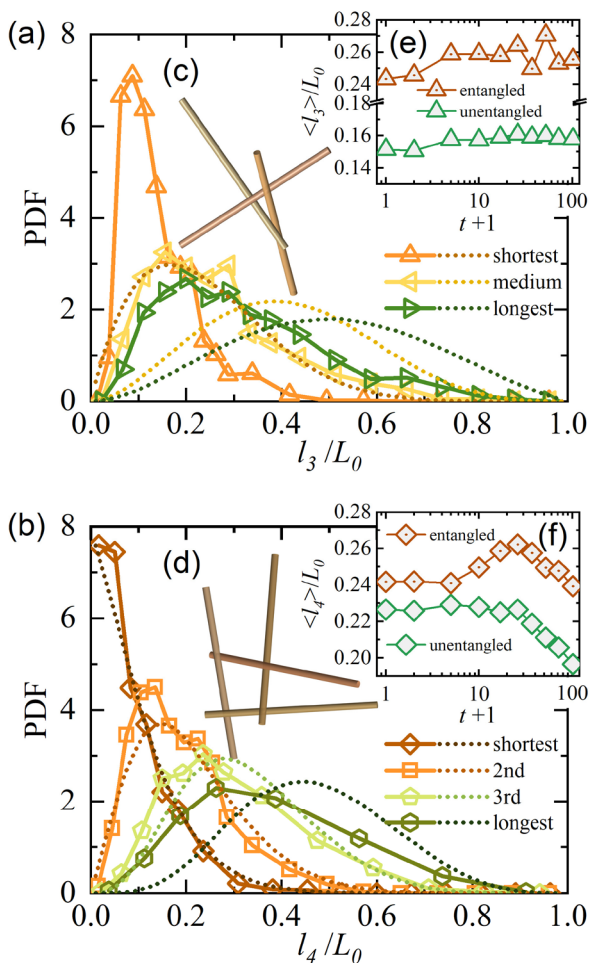 (a)
8
6
4
2
0
PDF
(c)
(e)
0.28
0.26
0.24
0.18
0.16
0.14
<l₃>/L₀
entangled
unentangled
1
10
100
t+1
shortest
medium
longest
0.0
0.2
0.4
0.6
0.8
1.0
l₃/L₀
(b)
8
6
4
2
0
PDF
(d)
(f)
0.28
0.26
0.24
0.22
0.20
<l₄>/L₀
entangled
unentangled
1
10
100
t+1
shortest
2nd
3rd
longest
0.0
0.2
0.4
0.6
0.8
1.0
l₄/L₀